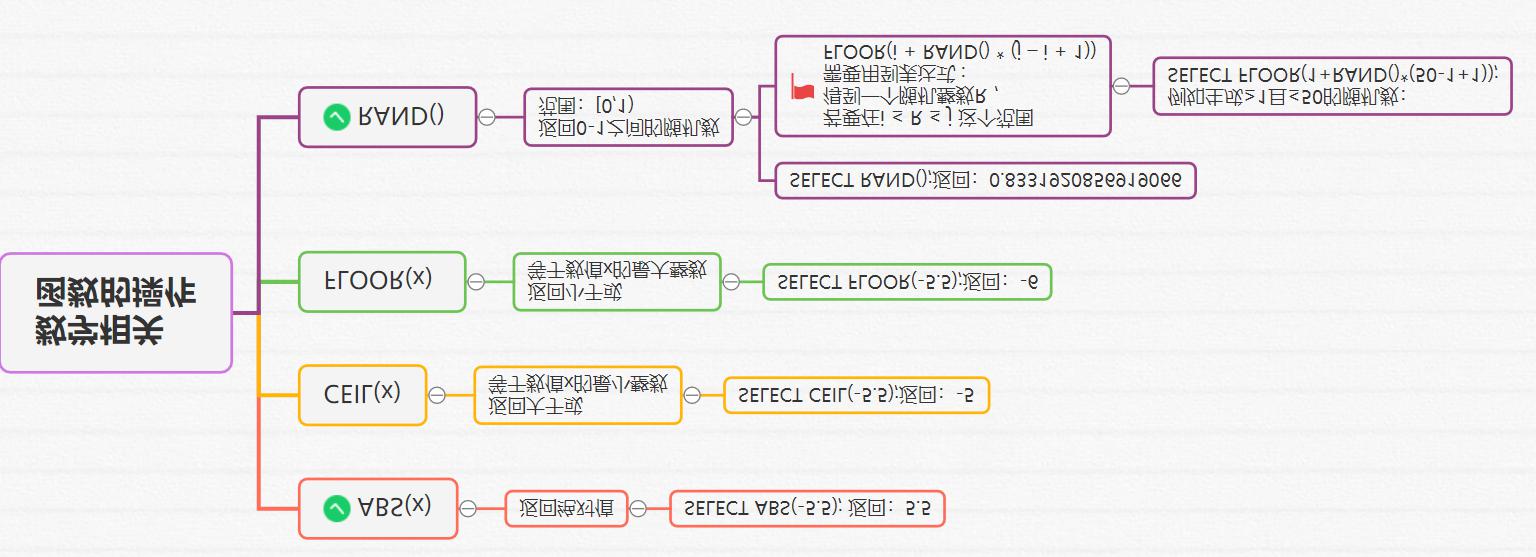 数字相关
函数的操作
ABS(x)
返回绝对值
SELECT ABS(-5.5); 返回：5.5
CEIL(x)
返回大于或
等于数值x的最小整数
SELECT CEIL(-5.5);返回：-5
FLOOR(x)
返回小于或
等于数值x的最大整数
SELECT FLOOR(-5.5);返回：-6
RAND()
返回0-1之间的随机数
范围：[0,1)
SELECT RAND();返回：0.8331920856919066
若要在i ≤ R ≤ j 这个范围
得到一个随机整数R ，
需要用到表达式：
FLOOR(i + RAND() * (j − i + 1))
例如生成≥1且≤50的随机数：
SELECT FLOOR(1+RAND()*(50-1+1));